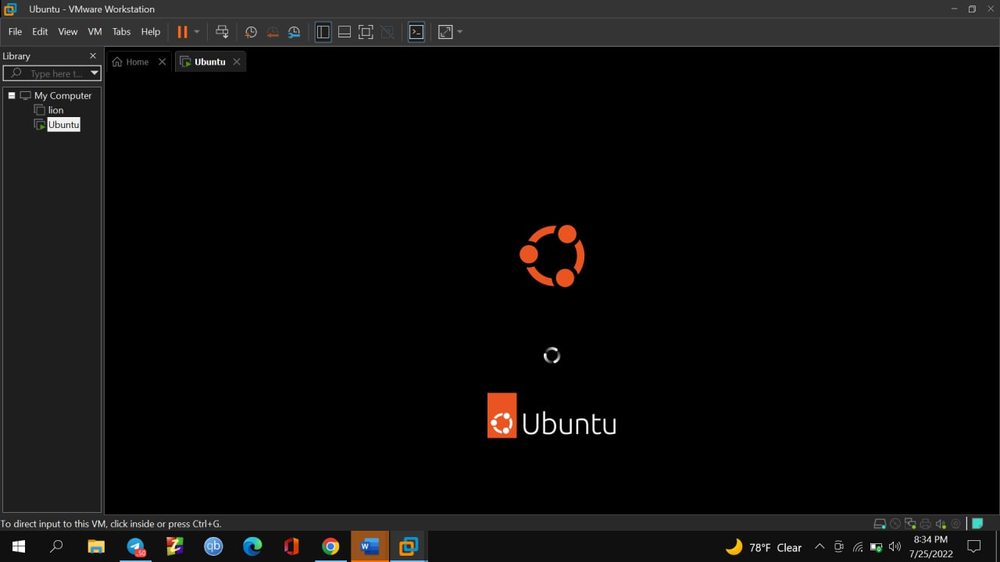 Ubuntu - VMware Workstation
File Edit View VM Tabs Help
Library
Type here t...
Home
Ubuntu
My Computer
lion
Ubuntu
Ubuntu
To direct input to this VM, click inside or press Ctrl+G.
.50
qb
W
78°F Clear
8:34 PM
7/25/2022